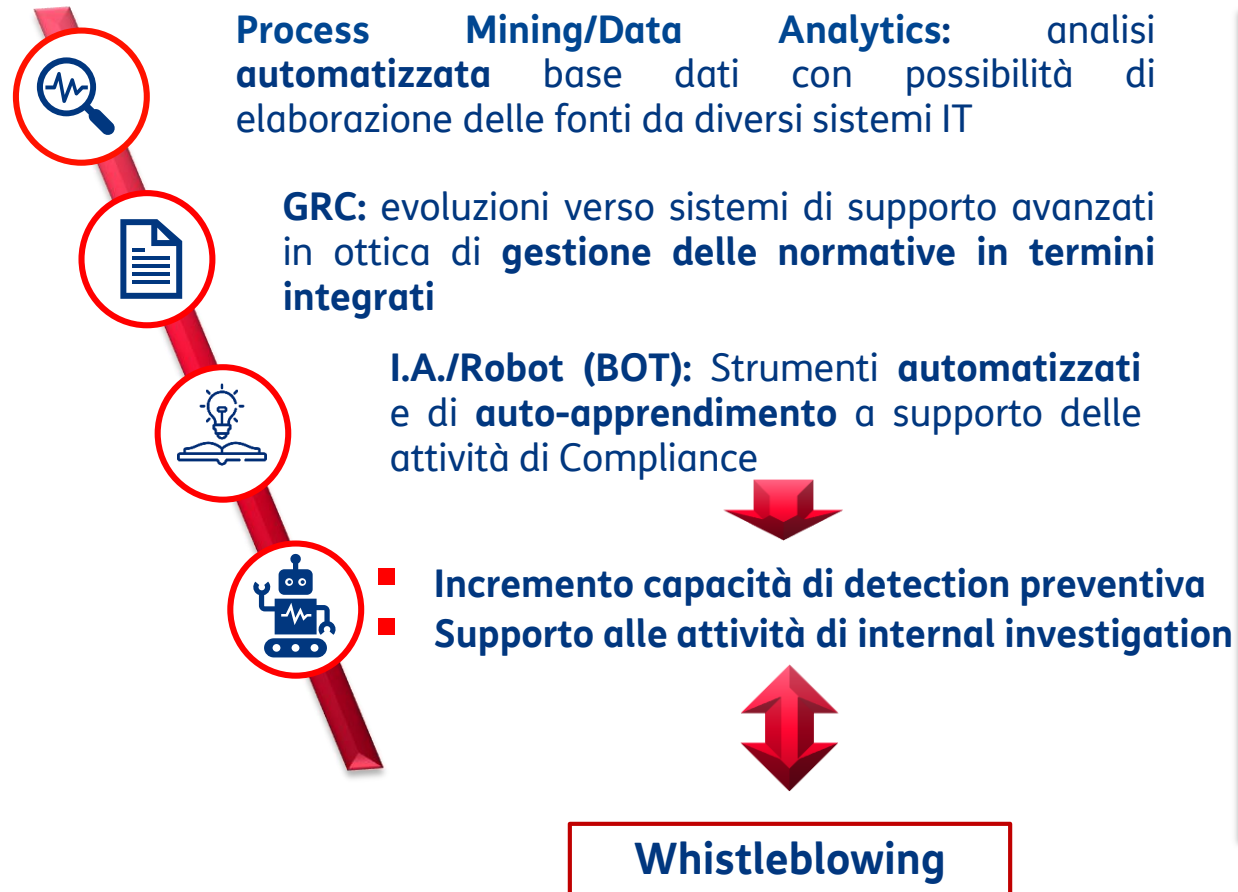 Process Mining/Data Analytics: analisi
automatizzata base dati con possibilità di
elaborazione delle fonti da diversi sistemi IT
GRC: evoluzioni verso sistemi di supporto avanzati
in ottica di gestione delle normative in termini
integrati
I.A./Robot (BOT): Strumenti automatizzati
e di auto-apprendimento a supporto delle
attività di Compliance
▪ Incremento capacità di detection preventiva
▪ Supporto alle attività di internal investigation
Whistleblowing